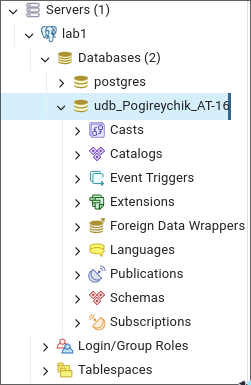 Servers (1)
lab1
Databases (2)
postgres
udb_Pogireychik_AT-16
Casts
Catalogs
Event Triggers
Extensions
Foreign Data Wrappers
Languages
Publications
Schemas
Subscriptions
Login/Group Roles
Tablespaces